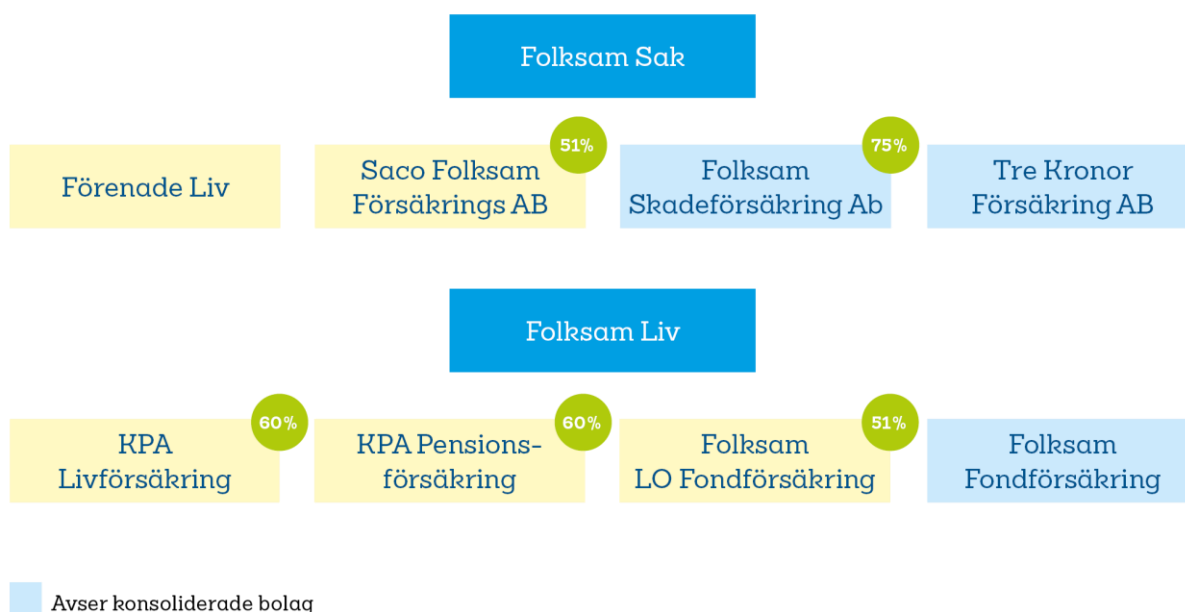 Folksam Sak
51%
75%
Förenade Liv
Saco Folksam
Försäkrings AB
Folksam
Skadeförsäkring Ab
Tre Kronor
Försäkring AB
Folksam Liv
60%
60%
51%
KPA
Livförsäkring
KPA Pensions-
försäkring
Folksam
LO Fondförsäkring
Folksam
Fondförsäkring
Avser konsoliderade bolag